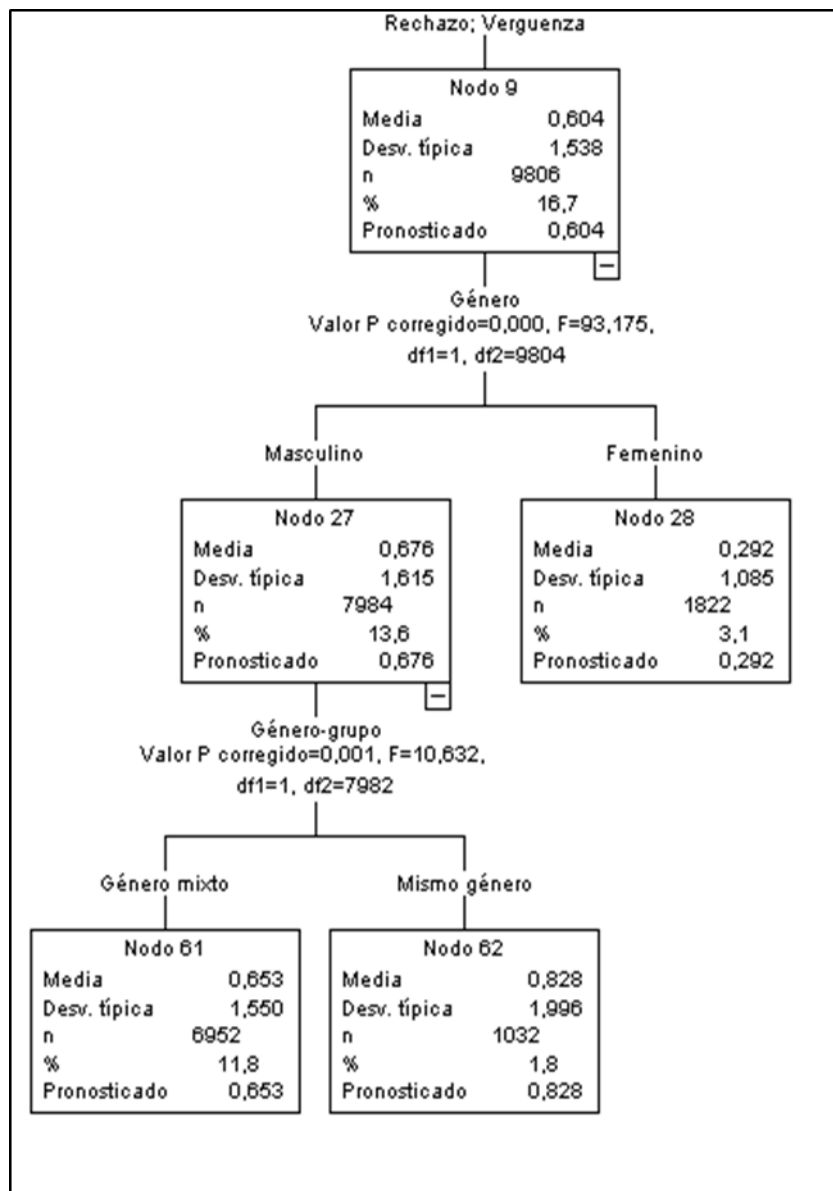 Rechazo; Verguenza
Nodo 9
Media 0,604
Desv. típica 1,538
n 9806
% 16,7
Pronosticado 0,604
Género
Valor P corregido=0,000, F=93,175,
df1=1, df2=9804
Masculino Femenino
Nodo 27
Media 0,676
Desv. típica 1,615
n 7984
% 13,6
Pronosticado 0,676
Nodo 28
Media 0,292
Desv. típica 1,085
n 1822
% 3,1
Pronosticado 0,292
Género-grupo
Valor P corregido=0,001, F=10,632,
df1=1, df2=7982
Género mixto Mismo género
Nodo 61
Media 0,653
Desv. típica 1,550
n 6952
% 11,8
Pronosticado 0,653
Nodo 62
Media 0,828
Desv. típica 1,996
n 1032
% 1,8
Pronosticado 0,828